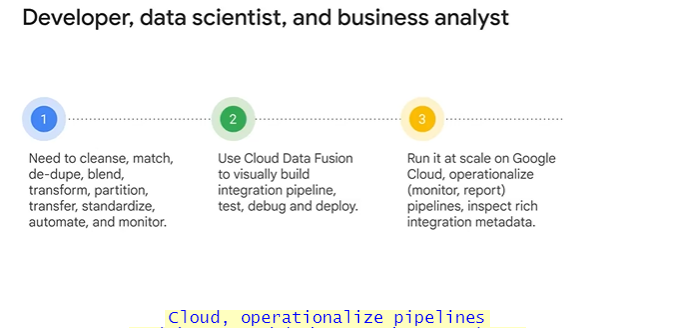 Developer, data scientist, and business analyst
1
Need to cleanse, match,
de-dupe, blend,
transform, partition,
transfer, standardize,
automate, and monitor.
2
Use Cloud Data Fusion
to visually build
integration pipeline,
test, debug and deploy.
3
Run it at scale on Google
Cloud, operationalize
(monitor, report)
pipelines, inspect rich
integration metadata.
Cloud, operationalize pipelines